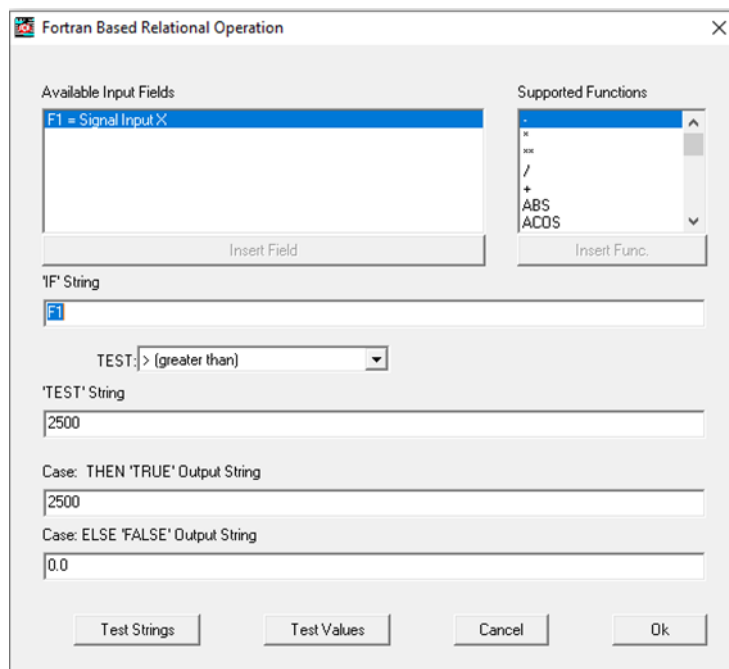 Fortran Based Relational Operation
Available Input Fields
F1 = Signal Input X
Insert Field
Supported Functions
-
*
**
/
+
ABS
ACOS
Insert Func.
'IF' String
F1
TEST: > (greater than)
'TEST' String
2500
Case: THEN 'TRUE' Output String
2500
Case: ELSE 'FALSE' Output String
0.0
Test Strings Test Values Cancel Ok